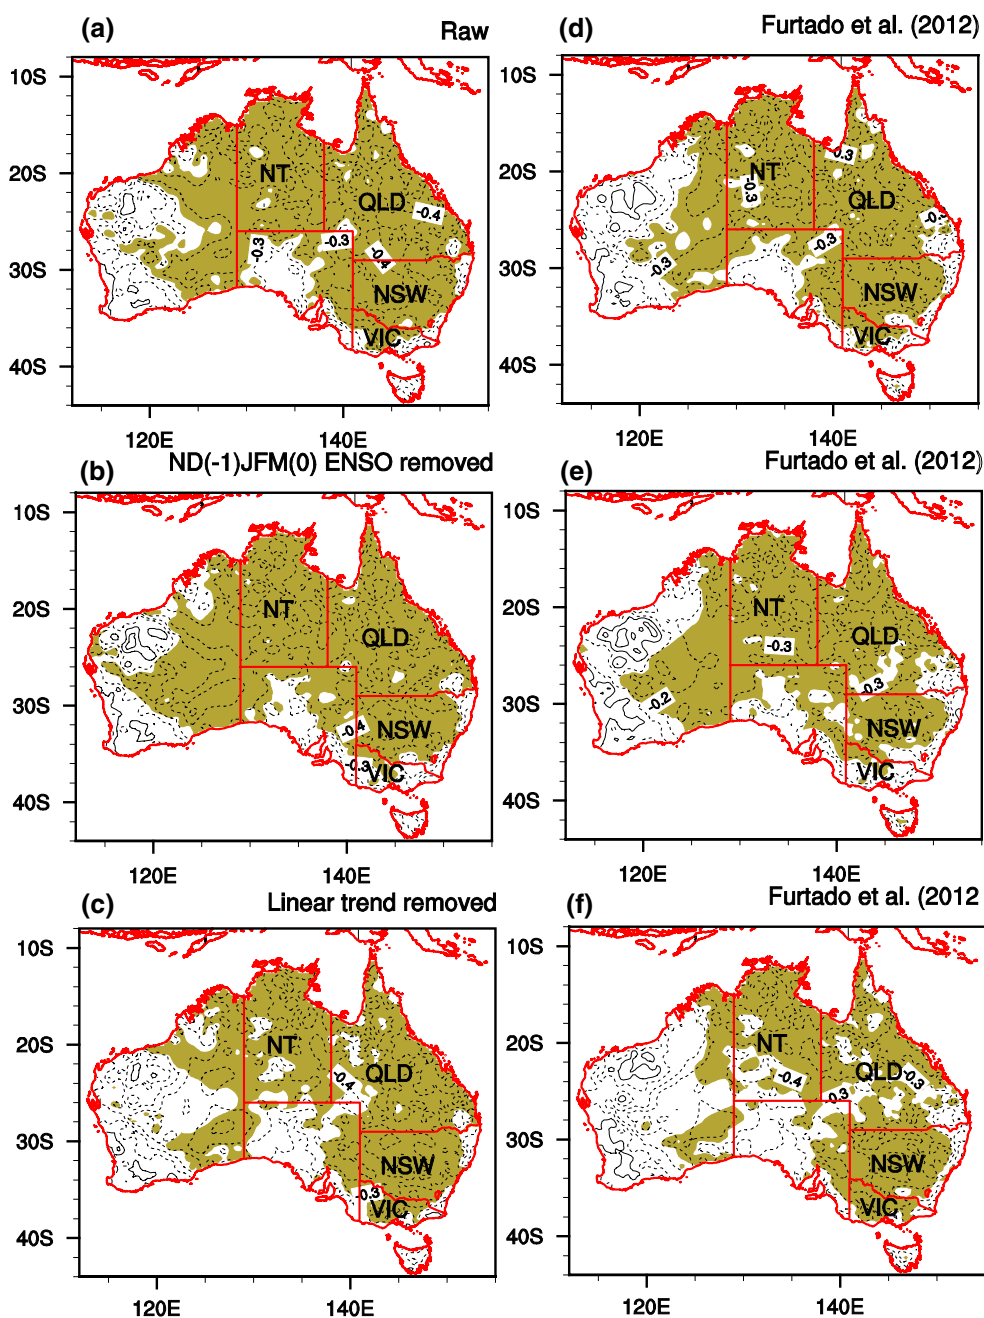 (a) Raw
10S
20S
30S
40S
NT
QLD
NSW
VIC
-0.4
-0.3
-0.3
-0.4
120E 140E
(d) Furtado et al. (2012)
10S
20S
30S
40S
NT
QLD
NSW
VIC
-0.3
-0.3
-0.3
-0.3
120E 140E
(b) ND(-1)JFM(0) ENSO removed
10S
20S
30S
40S
NT
QLD
NSW
VIC
-0.4
-0.3
120E 140E
(e) Furtado et al. (2012)
10S
20S
30S
40S
NT
QLD
NSW
VIC
-0.3
-0.3
-0.2
120E 140E
(c) Linear trend removed
10S
20S
30S
40S
NT
QLD
NSW
VIC
-0.4
-0.3
120E 140E
(f) Furtado et al. (2012
10S
20S
30S
40S
NT
QLD
NSW
VIC
-0.3
-0.4
0.3
120E 140E